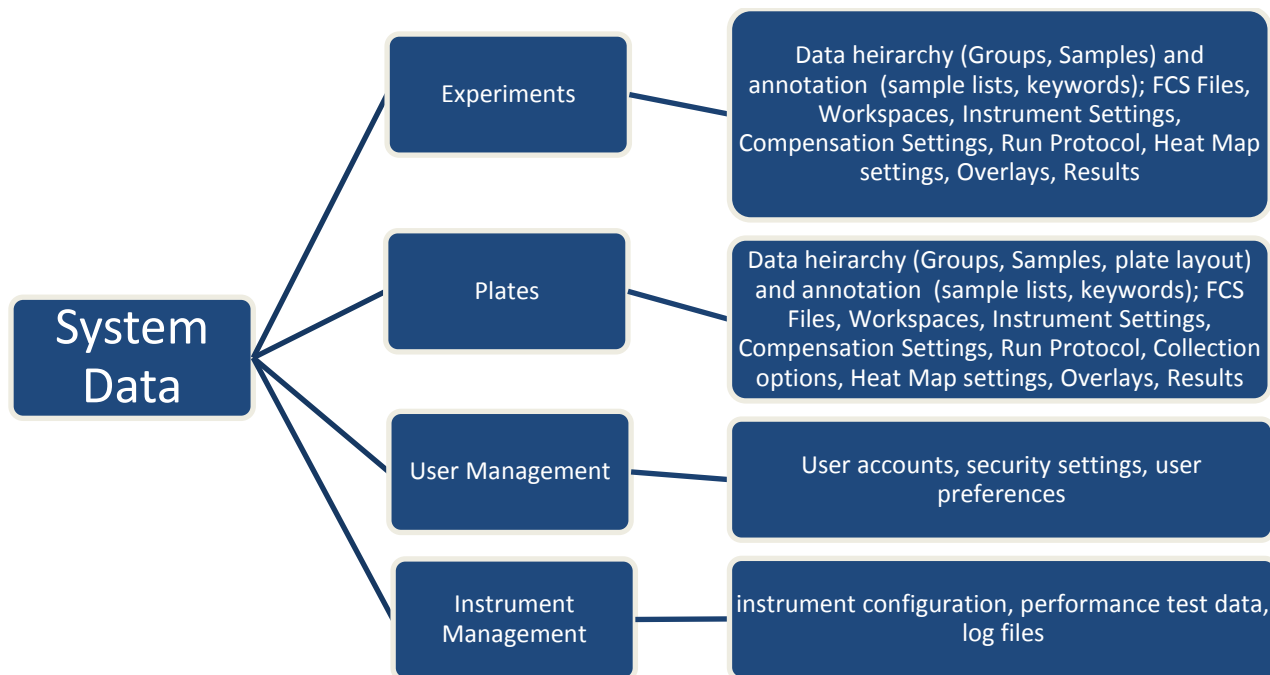 System
Data
Experiments
Data heirarchy (Groups, Samples) and
annotation  (sample lists, keywords); FCS Files,
Workspaces, Instrument Settings,
Compensation Settings, Run Protocol, Heat Map
settings, Overlays, Results
Plates
Data heirarchy (Groups, Samples, plate layout)
and annotation  (sample lists, keywords); FCS
Files, Workspaces, Instrument Settings,
Compensation Settings, Run Protocol, Collection
options, Heat Map settings, Overlays, Results
User Management
User accounts, security settings, user
preferences
Instrument
Management
instrument configuration, performance test data,
log files